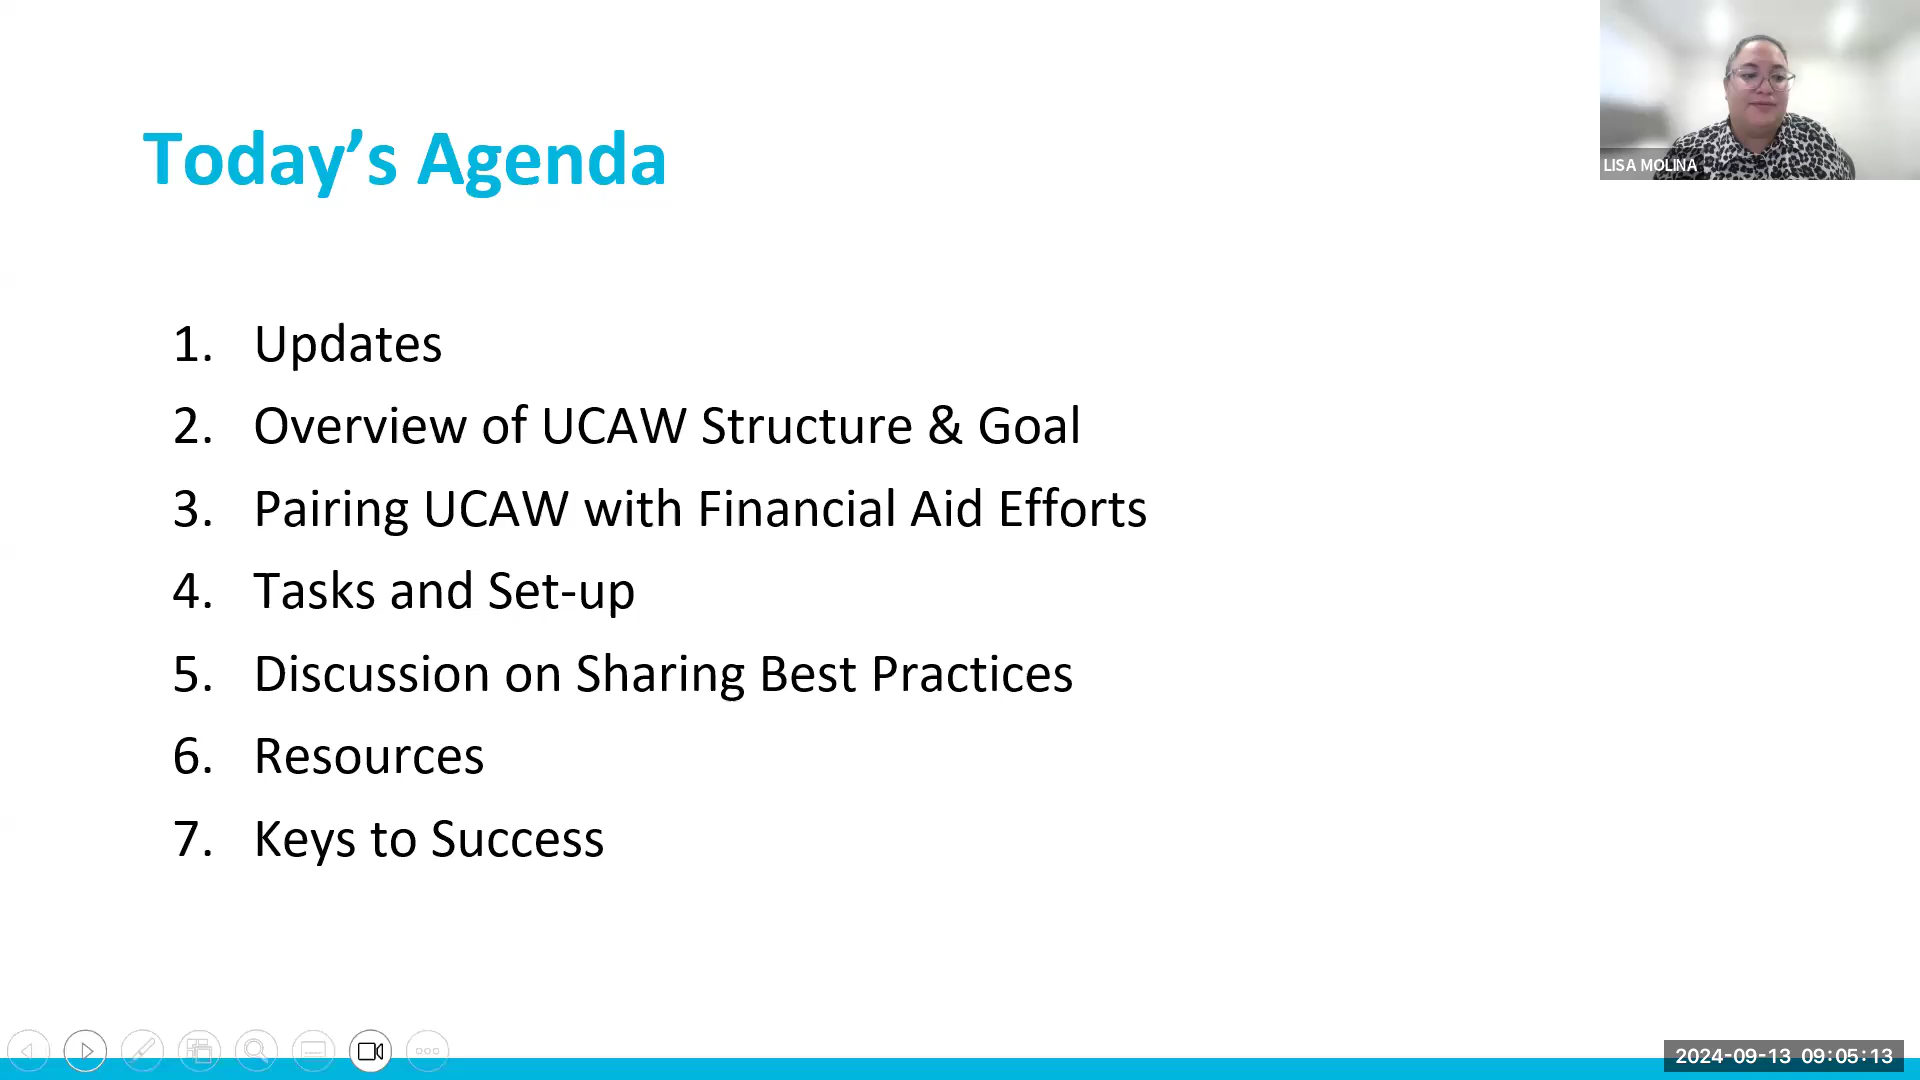 Today’s Agenda
LISA MOLINA
1. Updates
2. Overview of UCAW Structure & Goal
3. Pairing UCAW with Financial Aid Efforts
4. Tasks and Set-up
5. Discussion on Sharing Best Practices
6. Resources
7. Keys to Success
2024-09-13 09:05:13